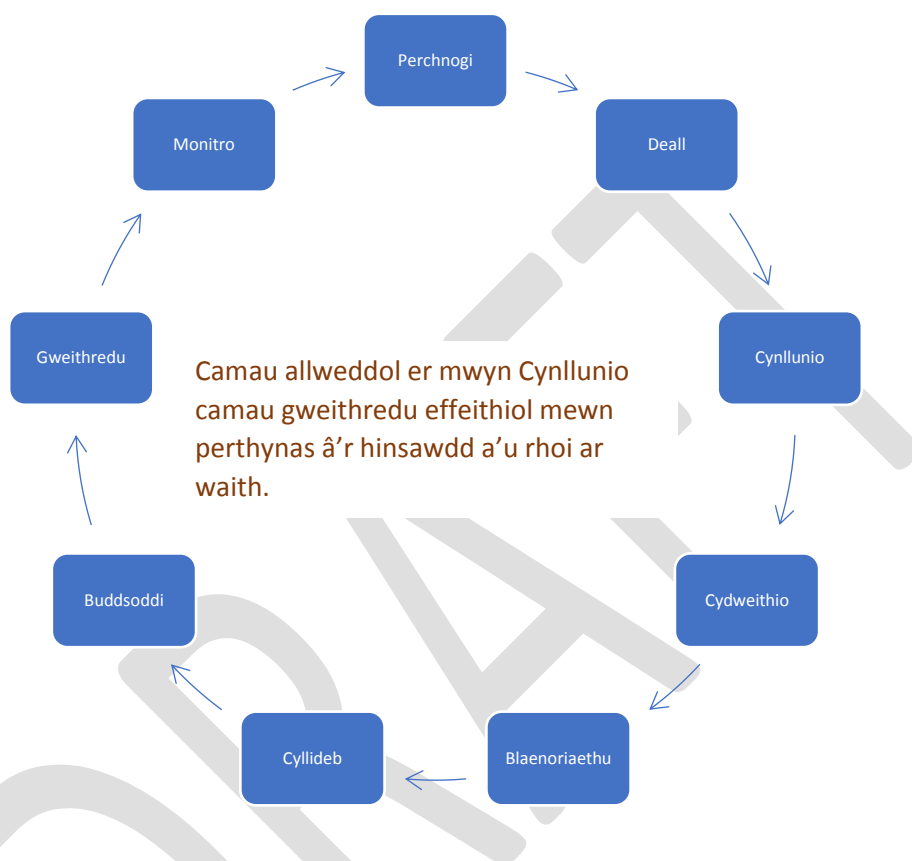 Perchnogi
Deall
Cynllunio
Cydweithio
Blaenoriaethu
Cyllideb
Buddsoddi
Gweithredu
Monitro
Camau allweddol er mwyn Cynllunio
camau gweithredu effeithiol mewn
perthynas â’r hinsawdd a’u rhoi ar
waith.